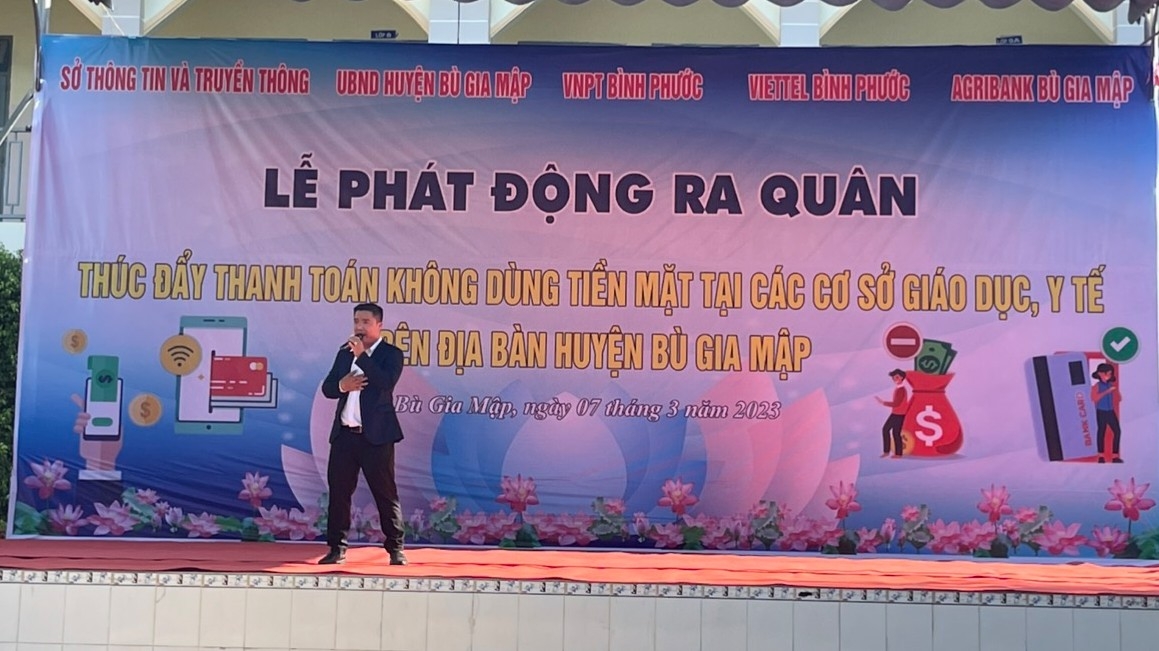 SỞ THÔNG TIN VÀ TRUYỀN THÔNG UBND HUYỆN BÙ GIA MẬP VNPT BÌNH PHƯỚC VIETTEL BÌNH PHƯỚC AGRIBANK BÙ GIA MẬP
LỄ PHÁT ĐỘNG RA QUÂN
THÚC ĐẨY THANH TOÁN KHÔNG DÙNG TIỀN MẶT TẠI CÁC CƠ SỞ GIÁO DỤC, Y TẾ
ĐỊA BÀN HUYỆN BÙ GIA MẬP
Bù Gia Mập, ngày 07 tháng 3 năm 2023
BANK CARD